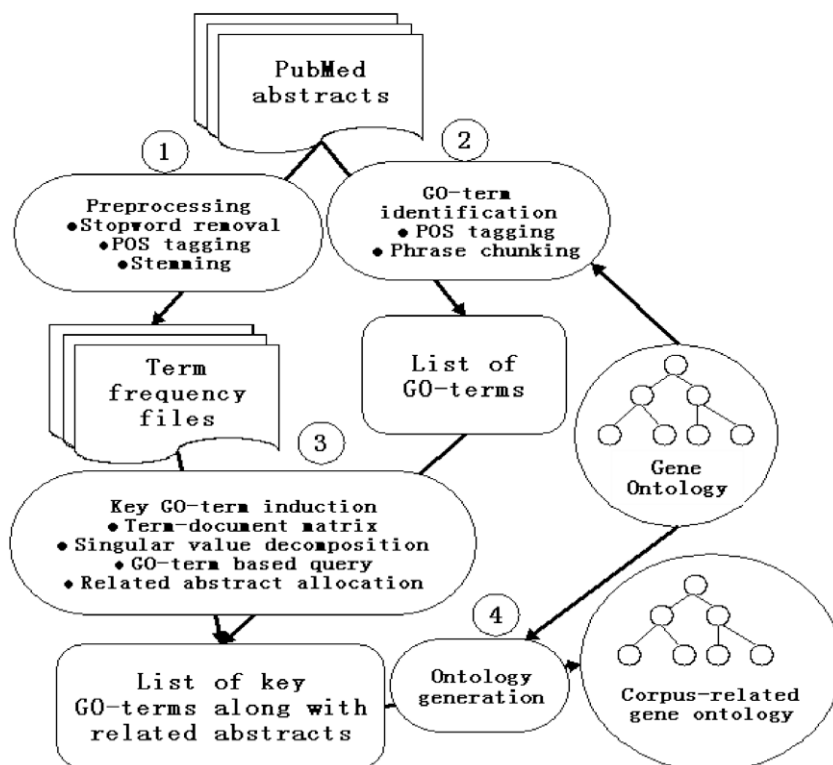 PubMed
abstracts
1
2
Preprocessing
●Stopword removal
●POS tagging
●Stemming
GO-term
identification
● POS tagging
● Phrase chunking
Term
frequency
files
List of
GO-terms
Gene
Ontology
3
Key GO-term induction
●Term-document matrix
●Singular value decomposition
●GO-term based query
●Related abstract allocation
4
List of key
GO-terms along with
related abstracts
Ontology
generation
Corpus-related
gene ontology